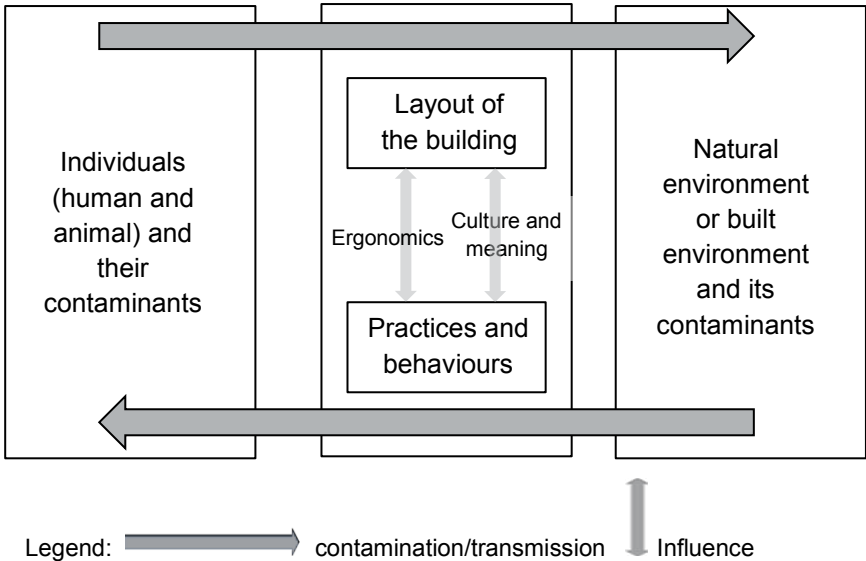 Individuals
(human and
animal) and
their
contaminants
Layout of
the building
Ergonomics
Culture and
meaning
Practices and
behaviours
Natural
environment
or built
environment
and its
contaminants
Legend: contamination/transmission Influence